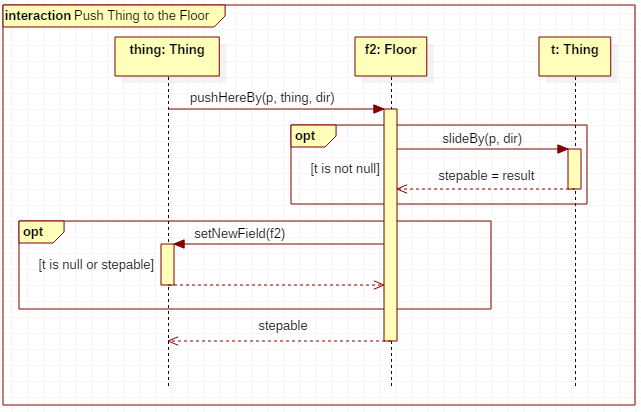 interaction Push Thing to the Floor
thing: Thing
f2: Floor
t: Thing
pushHereBy(p, thing, dir)
opt
slideBy(p, dir)
[t is not null]
stepable = result
opt
setNewField(f2)
[t is null or stepable]
stepable